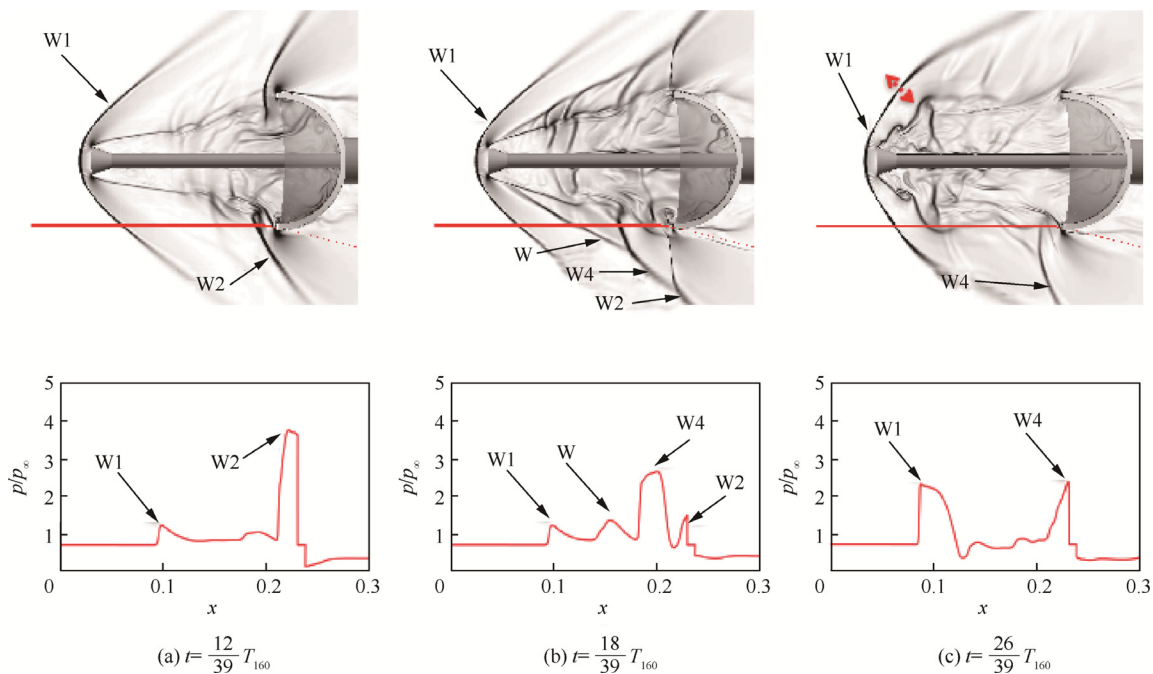 W1
W2
W1
W
W4
W2
W1
W4
p/p∞
5
4
3
2
1
0
0.1
0.2
0.3
x
W1
W2
p/p∞
5
4
3
2
1
0
0.1
0.2
0.3
x
W1
W
W4
W2
p/p∞
5
4
3
2
1
0
0.1
0.2
0.3
x
W1
W4
(a) t= 12/39 T160
(b) t= 18/39 T160
(c) t= 26/39 T160